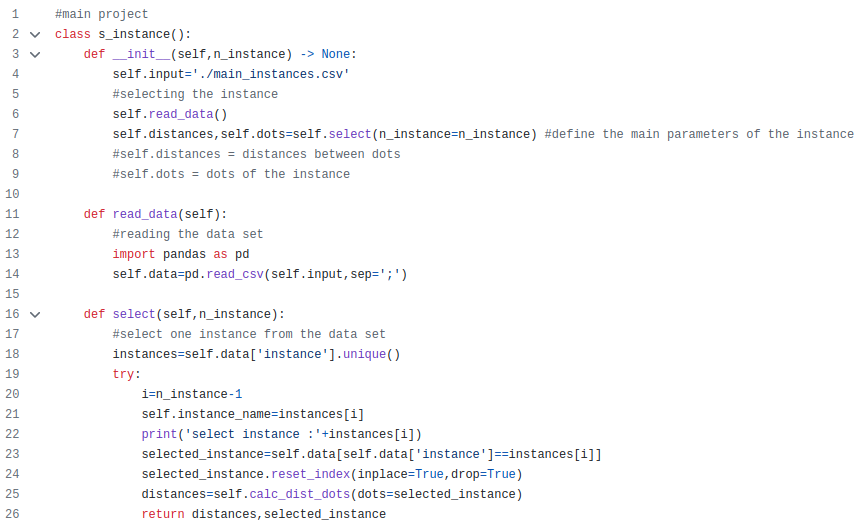 1 #main project
2 class s_instance():
3     def __init__(self,n_instance) -> None:
4         self.input='./main_instances.csv'
5         #selecting the instance
6         self.read_data()
7         self.distances,self.dots=self.select(n_instance=n_instance) #define the main parameters of the instance
8         #self.distances = distances between dots
9         #self.dots = dots of the instance
10
11     def read_data(self):
12         #reading the data set
13         import pandas as pd
14         self.data=pd.read_csv(self.input,sep=';')
15
16     def select(self,n_instance):
17         #select one instance from the data set
18         instances=self.data['instance'].unique()
19         try:
20             i=n_instance-1
21             self.instance_name=instances[i]
22             print('select instance :'+instances[i])
23             selected_instance=self.data[self.data['instance']==instances[i]]
24             selected_instance.reset_index(inplace=True,drop=True)
25             distances=self.calc_dist_dots(dots=selected_instance)
26             return distances,selected_instance